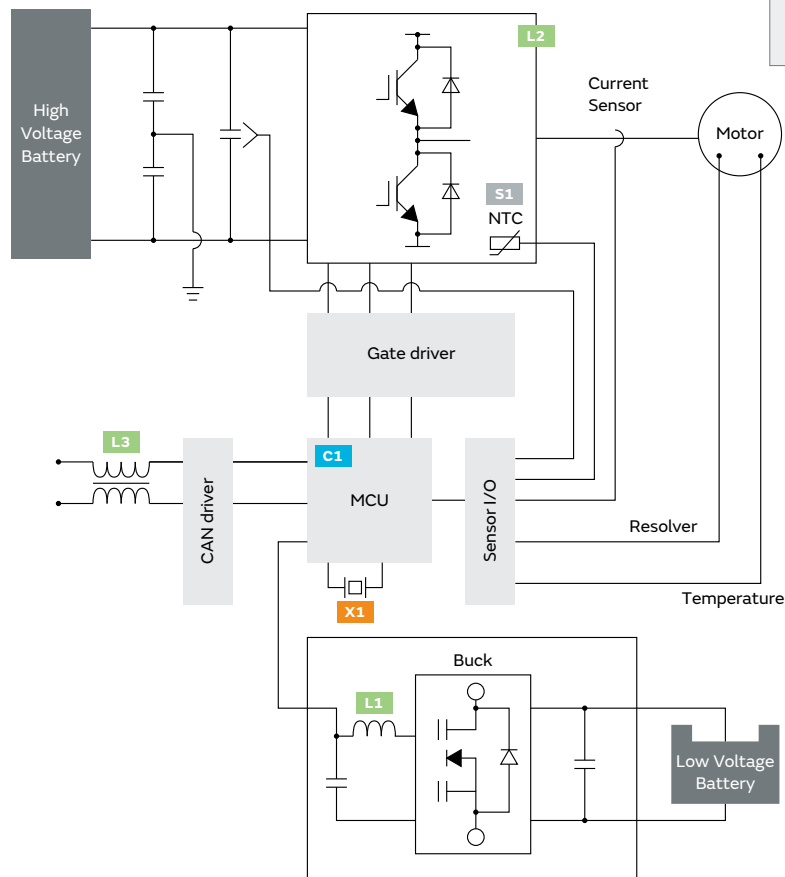 L2
High
Voltage
Battery
Current
Sensor
Motor
S1
NTC
Gate driver
L3
C1
CAN driver
MCU
Sensor I/O
Resolver
X1
Temperature
Buck
L1
Low Voltage
Battery